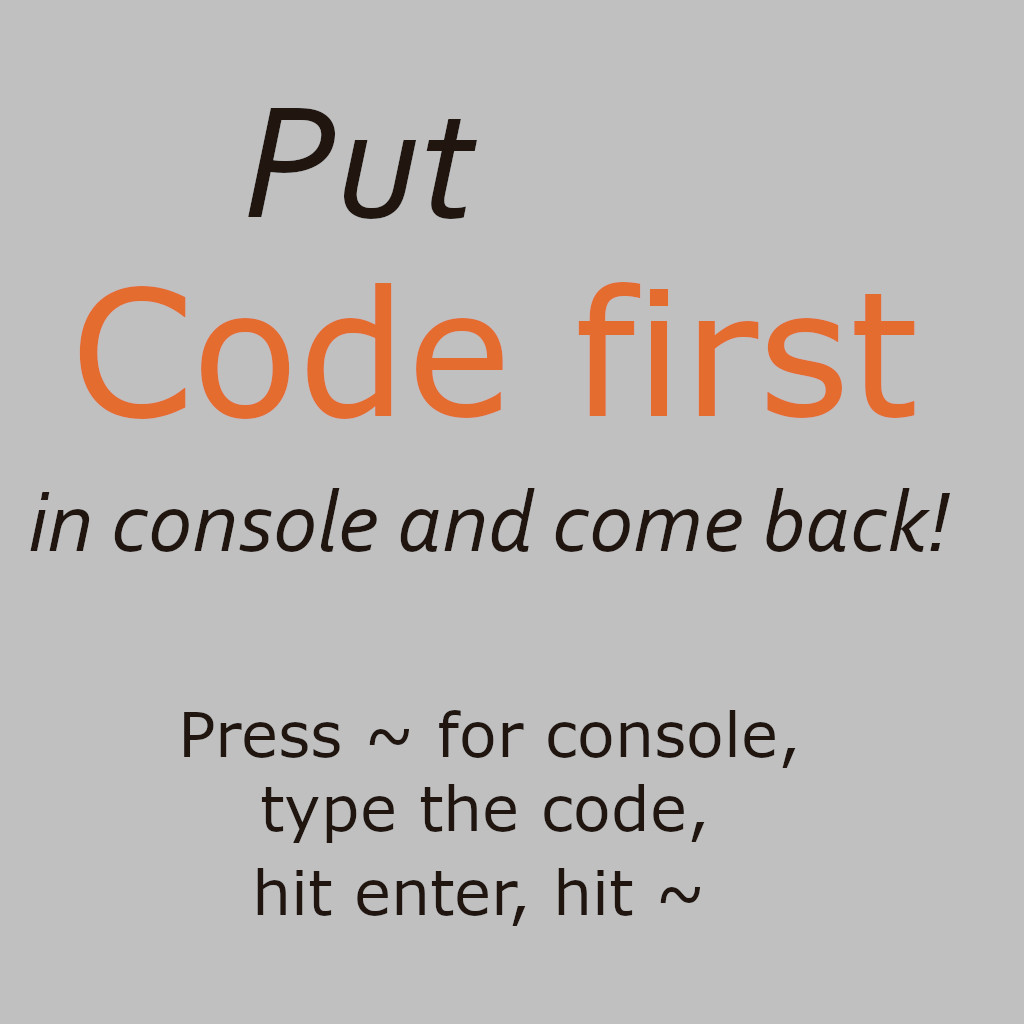 Put
Code first
in console and come back!
Press ~ for console,
type the code,
hit enter, hit ~